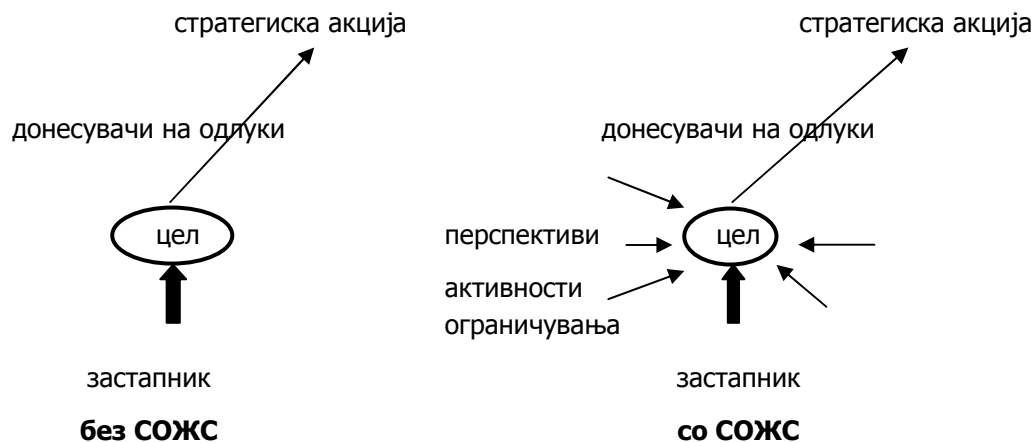 стратегиска акција
донесувачи на одлуки
цел
застапник
без СОЖС
стратегиска акција
донесувачи на одлуки
перспективи
цел
активности
ограничувања
застапник
со СОЖС